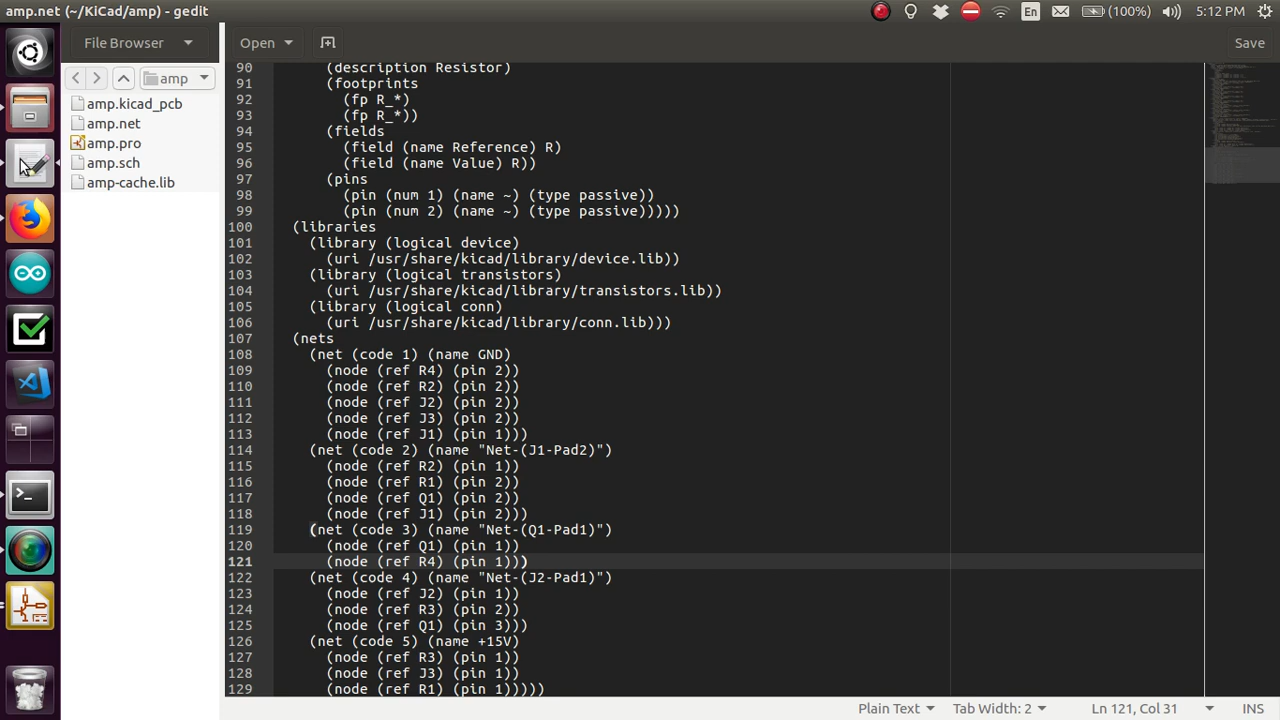 amp.net (~/KiCad/amp) - gedit
En
(100%)
5:12 PM
File Browser
Open
Save
amp
amp.kicad_pcb
amp.net
amp.pro
amp.sch
amp-cache.lib
90 (description Resistor)
91 (footprints
92 (fp R_*)
93 (fp R_*))
94 (fields
95 (field (name Reference) R)
96 (field (name Value) R))
97 (pins
98 (pin (num 1) (name ~) (type passive))
99 (pin (num 2) (name ~) (type passive)))))
100 (libraries
101 (library (logical device)
102 (uri /usr/share/kicad/library/device.lib))
103 (library (logical transistors)
104 (uri /usr/share/kicad/library/transistors.lib))
105 (library (logical conn)
106 (uri /usr/share/kicad/library/conn.lib)))
107 (nets
108 (net (code 1) (name GND)
109 (node (ref R4) (pin 2))
110 (node (ref R2) (pin 2))
111 (node (ref J2) (pin 2))
112 (node (ref J3) (pin 2))
113 (node (ref J1) (pin 1)))
114 (net (code 2) (name "Net-(J1-Pad2)")
115 (node (ref R2) (pin 1))
116 (node (ref R1) (pin 2))
117 (node (ref Q1) (pin 2))
118 (node (ref J1) (pin 2)))
119 (net (code 3) (name "Net-(Q1-Pad1)")
120 (node (ref Q1) (pin 1))
121 (node (ref R4) (pin 1)))
122 (net (code 4) (name "Net-(J2-Pad1)")
123 (node (ref J2) (pin 1))
124 (node (ref R3) (pin 2))
125 (node (ref Q1) (pin 3)))
126 (net (code 5) (name +15V)
127 (node (ref R3) (pin 1))
128 (node (ref J3) (pin 1))
129 (node (ref R1) (pin 1)))))
Plain Text
Tab Width: 2
Ln 121, Col 31
INS